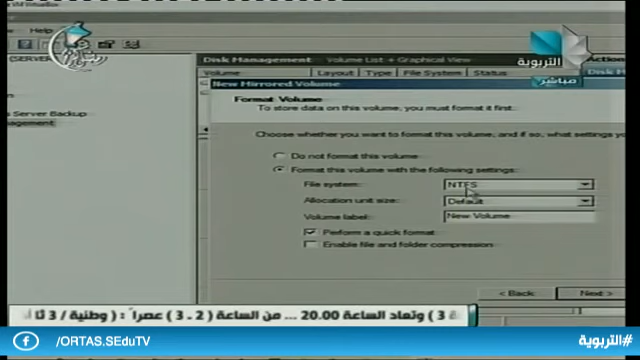 التربوية
مباشر
(SERVER
Disk Management Volume List + Graphical View
Actions
Volume Layout Type File System Status
Disk M
New Mirrored Volume
Format Volume
To store data on this volume, you must format it first.
Server Backup
Choose whether you want to format this volume, and if so, what settings you
Do not format this volume
Format this volume with the following settings:
File system: NTFS
Allocation unit size: Default
Volume label: New Volume
Perform a quick format
Enable file and folder compression
< Back Next >
3 ) وتعاد الساعة 20.00 ... من الساعة ( 2 ـ 3 ) عصراً : ( وطنية / 3 ثا
/ORTAS.SEduTV
#التربوية